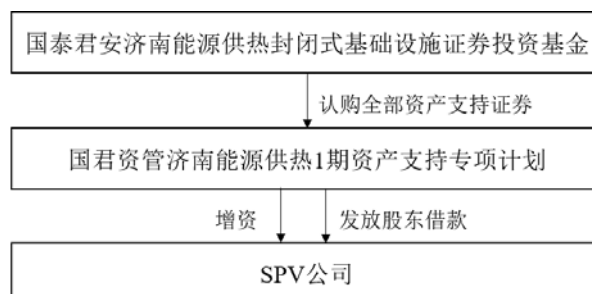 国泰君安济南能源供热封闭式基础设施证券投资基金
认购全部资产支持证券
国君资管济南能源供热1期资产支持专项计划
增资
发放股东借款
SPV公司